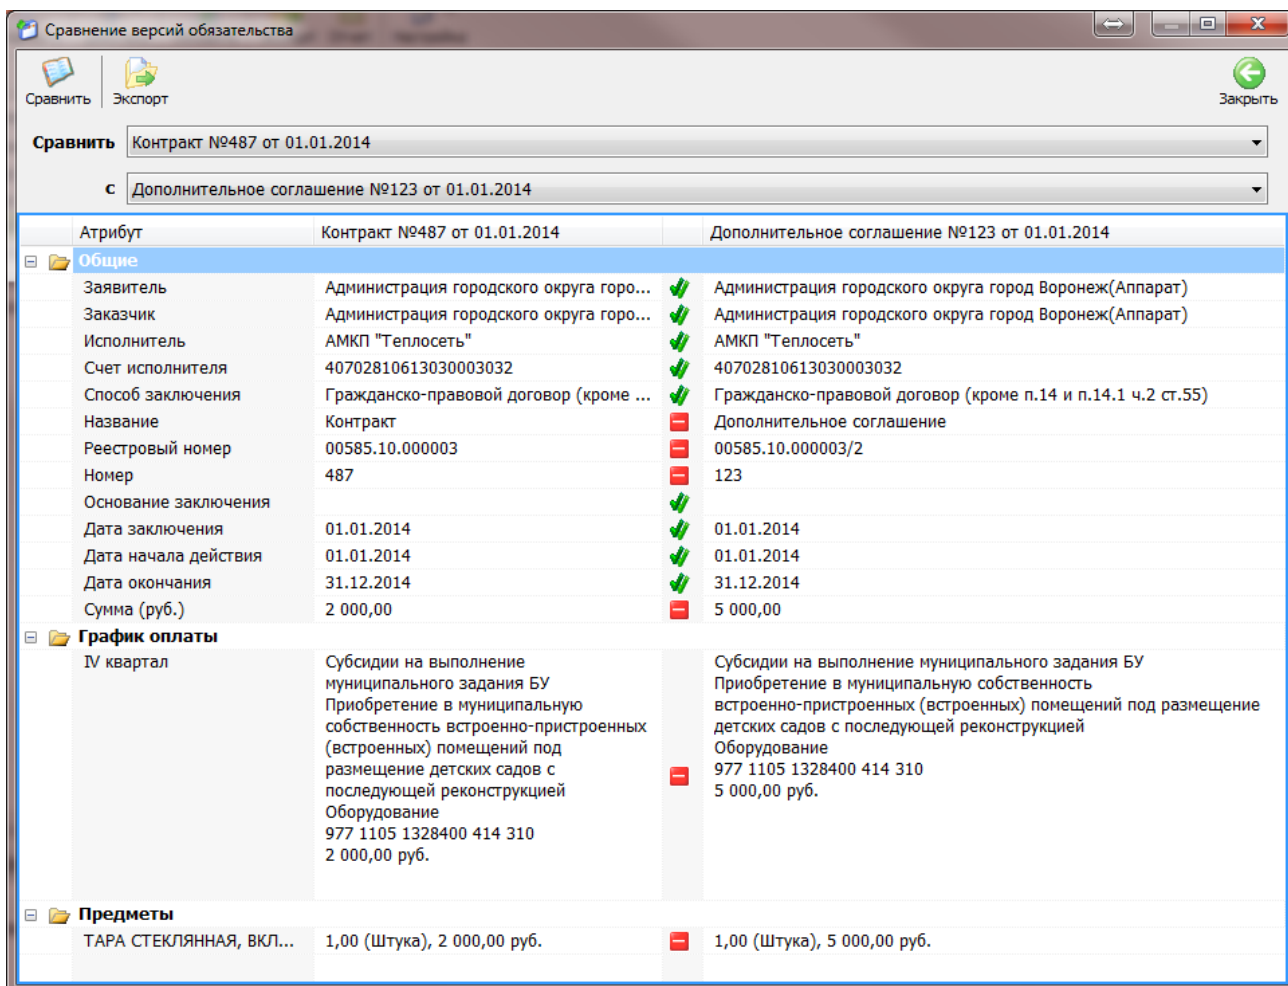 Сравнение версий обязательства
Сравнить
Экспорт
Закрыть
Сравнить Контракт №487 от 01.01.2014
с Дополнительное соглашение №123 от 01.01.2014
Атрибут Контракт №487 от 01.01.2014 Дополнительное соглашение №123 от 01.01.2014
Общие
Заявитель Администрация городского округа горо... Администрация городского округа город Воронеж(Аппарат)
Заказчик Администрация городского округа горо... Администрация городского округа город Воронеж(Аппарат)
Исполнитель АМКП "Теплосеть" АМКП "Теплосеть"
Счет исполнителя 40702810613030003032 40702810613030003032
Способ заключения Гражданско-правовой договор (кроме ... Гражданско-правовой договор (кроме п.14 и п.14.1 ч.2 ст.55)
Название Контракт Дополнительное соглашение
Реестровый номер 00585.10.000003 00585.10.000003/2
Номер 487 123
Основание заключения
Дата заключения 01.01.2014 01.01.2014
Дата начала действия 01.01.2014 01.01.2014
Дата окончания 31.12.2014 31.12.2014
Сумма (руб.) 2 000,00 5 000,00
График оплаты
IV квартал
Субсидии на выполнение
муниципального задания БУ
Приобретение в муниципальную
собственность встроенно-пристроенных
(встроенных) помещений под
размещение детских садов с
последующей реконструкцией
Оборудование
977 1105 1328400 414 310
2 000,00 руб.
Субсидии на выполнение муниципального задания БУ
Приобретение в муниципальную собственность
встроенно-пристроенных (встроенных) помещений под размещение
детских садов с последующей реконструкцией
Оборудование
977 1105 1328400 414 310
5 000,00 руб.
Предметы
ТАРА СТЕКЛЯННАЯ, ВКЛ... 1,00 (Штука), 2 000,00 руб. 1,00 (Штука), 5 000,00 руб.